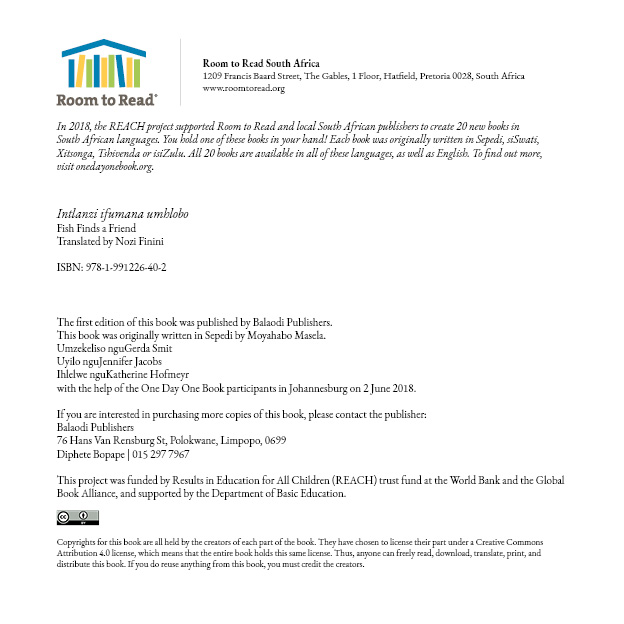 Room to Read®
Room to Read South Africa
1209 Francis Baard Street, The Gables, 1 Floor, Hatfield, Pretoria 0028, South Africa
www.roomtoread.org
In 2018, the REACH project supported Room to Read and local South African publishers to create 20 new books in
South African languages. You hold one of these books in your hand! Each book was originally written in Sepedi, siSwati,
Xitsonga, Tshivenda or isiZulu. All 20 books are available in all of these languages, as well as English. To find out more,
visit onedayonebook.org.
Intlanzi ifumana umhlobo
Fish Finds a Friend
Translated by Nozi Finini
ISBN: 978-1-991226-40-2
The first edition of this book was published by Balaodi Publishers.
This book was originally written in Sepedi by Moyahabo Masela.
Umzekeliso nguGerda Smit
Uyilo nguJennifer Jacobs
Ihlelwe nguKatherine Hofmeyr
with the help of the One Day One Book participants in Johannesburg on 2 June 2018.
If you are interested in purchasing more copies of this book, please contact the publisher:
Balaodi Publishers
76 Hans Van Rensburg St, Polokwane, Limpopo, 0699
Diphete Bopape | 015 297 7967
This project was funded by Results in Education for All Children (REACH) trust fund at the World Bank and the Global
Book Alliance, and supported by the Department of Basic Education.
cc BY
Copyrights for this book are all held by the creators of each part of the book. They have chosen to license their part under a Creative Commons
Attribution 4.0 license, which means that the entire book holds this same license. Thus, anyone can freely read, download, translate, print, and
distribute this book. If you do reuse anything from this book, you must credit the creators.